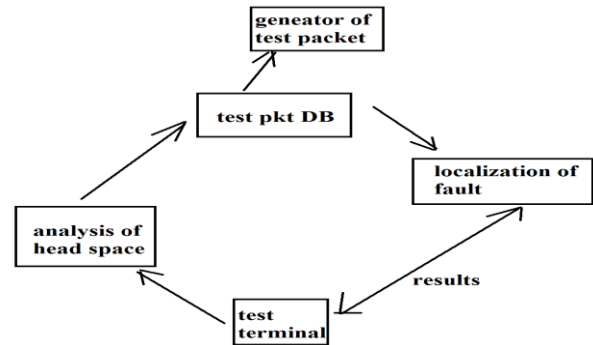 geneator of
test packet
test pkt DB
localization of
fault
analysis of
head space
results
test
terminal